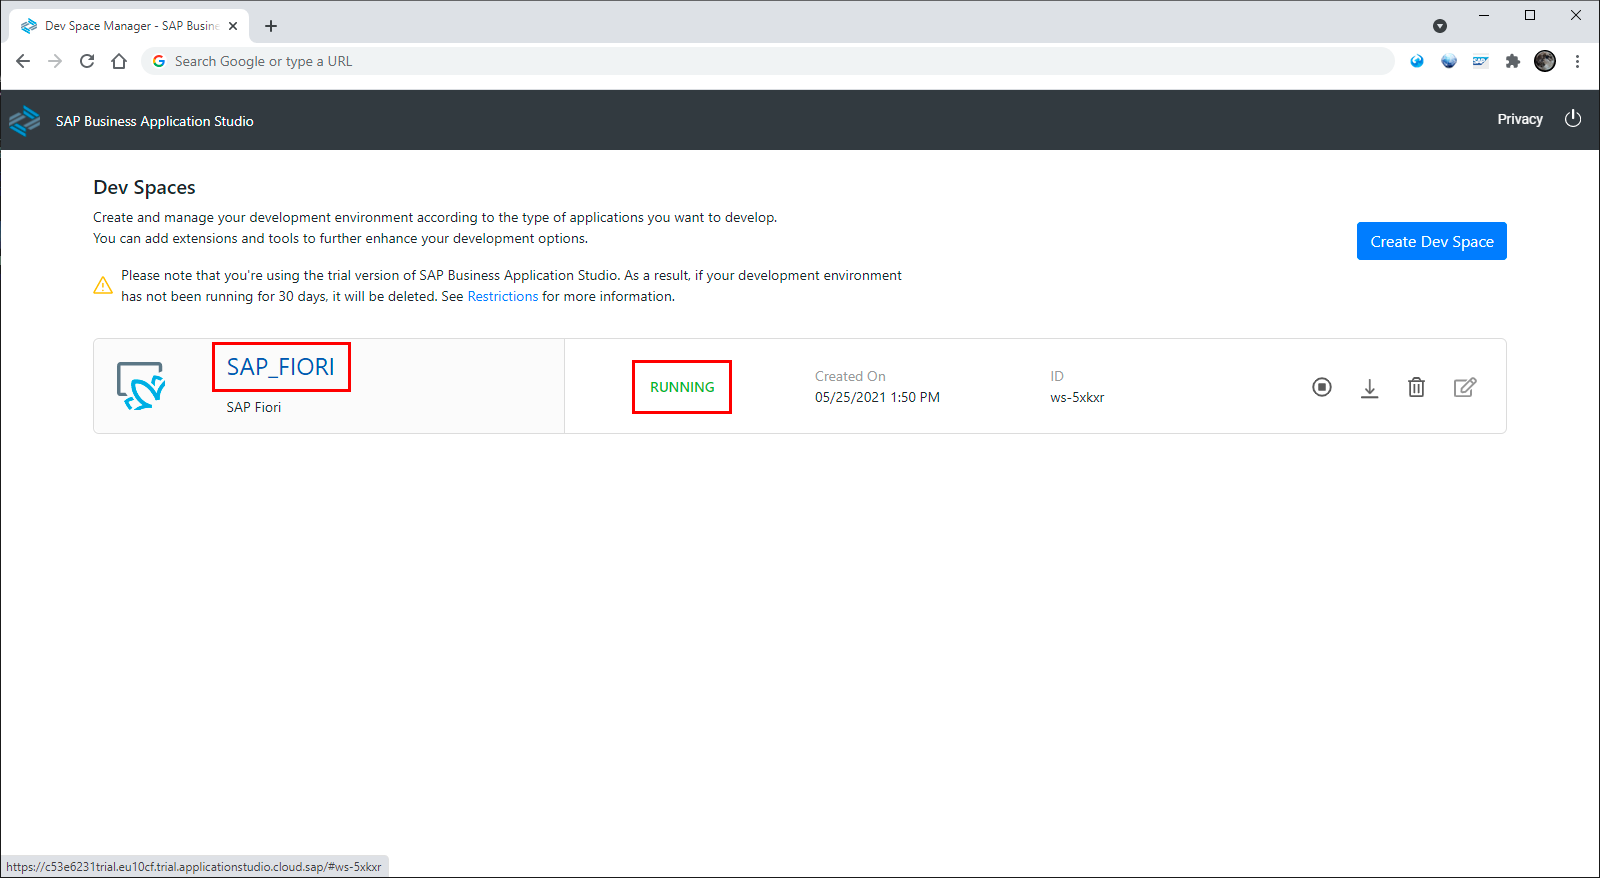 Dev Space Manager - SAP Busine
Search Google or type a URL
SAP
SAP Business Application Studio
Privacy
Dev Spaces
Create and manage your development environment according to the type of applications you want to develop.
You can add extensions and tools to further enhance your development options.
Create Dev Space
Please note that you're using the trial version of SAP Business Application Studio. As a result, if your development environment
has not been running for 30 days, it will be deleted. See Restrictions for more information.
SAP_FIORI
SAP Fiori
RUNNING
Created On
05/25/2021 1:50 PM
ID
ws-5xkxr
https://c53e6231trial.eu10cf.trial.applicationstudio.cloud.sap/#ws-5xkxr